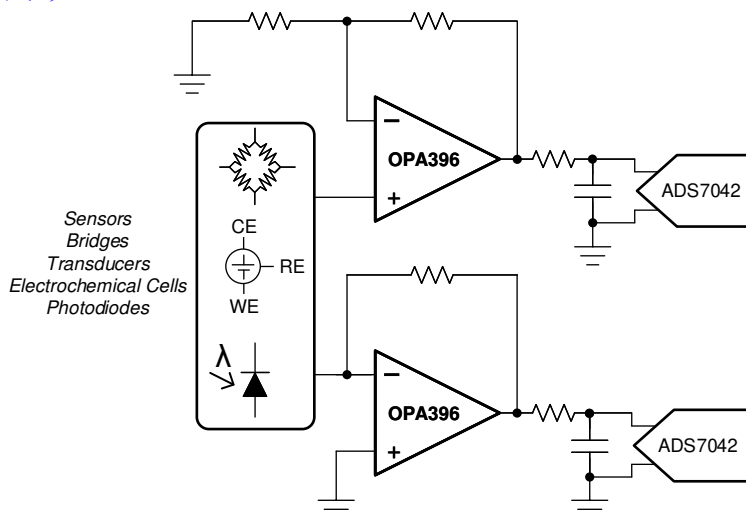 −
OPA396
+
ADS7042
Sensors
Bridges
Transducers
Electrochemical Cells
Photodiodes
CE
RE
WE
λ
−
OPA396
+
ADS7042